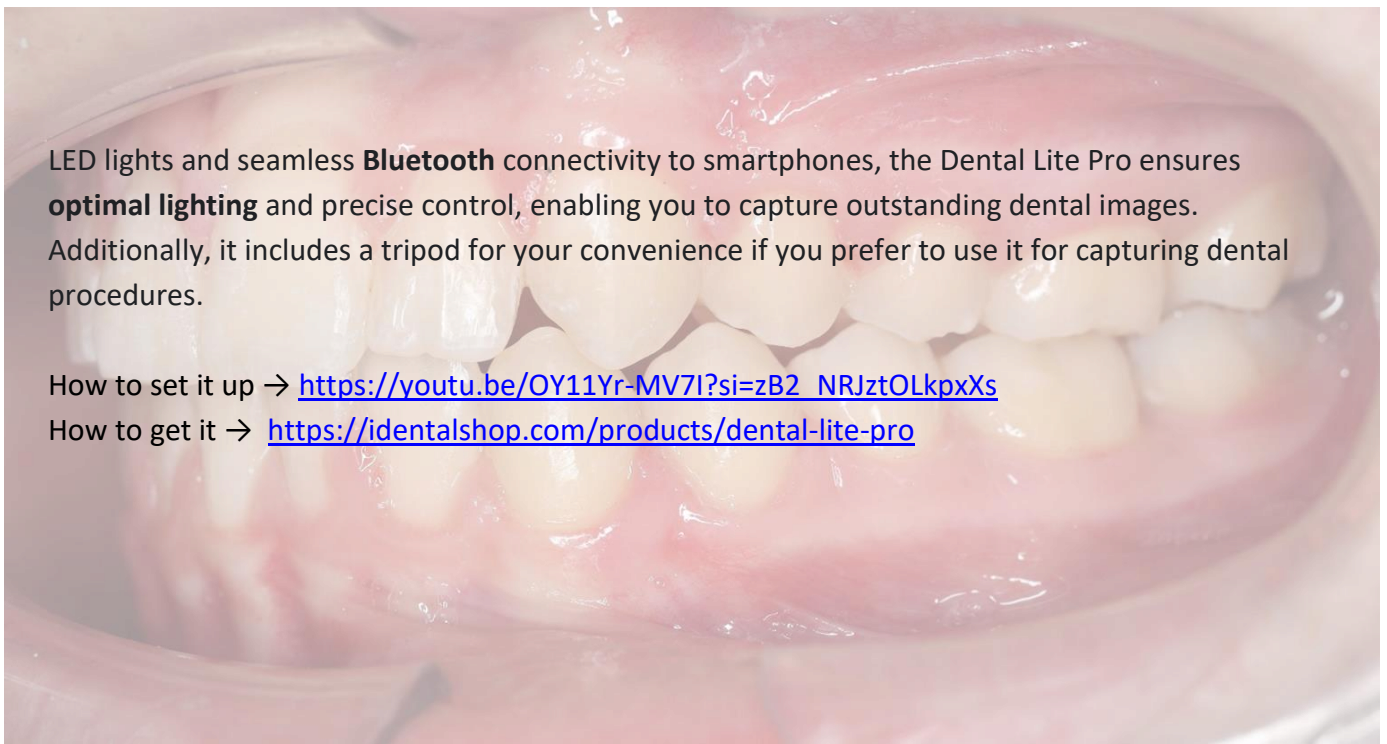 LED lights and seamless Bluetooth connectivity to smartphones, the Dental Lite Pro ensures
optimal lighting and precise control, enabling you to capture outstanding dental images.
Additionally, it includes a tripod for your convenience if you prefer to use it for capturing dental
procedures.
How to set it up → https://youtu.be/OY11Yr-MV7I?si=zB2_NRJztOLkpxXs
How to get it → https://identalshop.com/products/dental-lite-pro